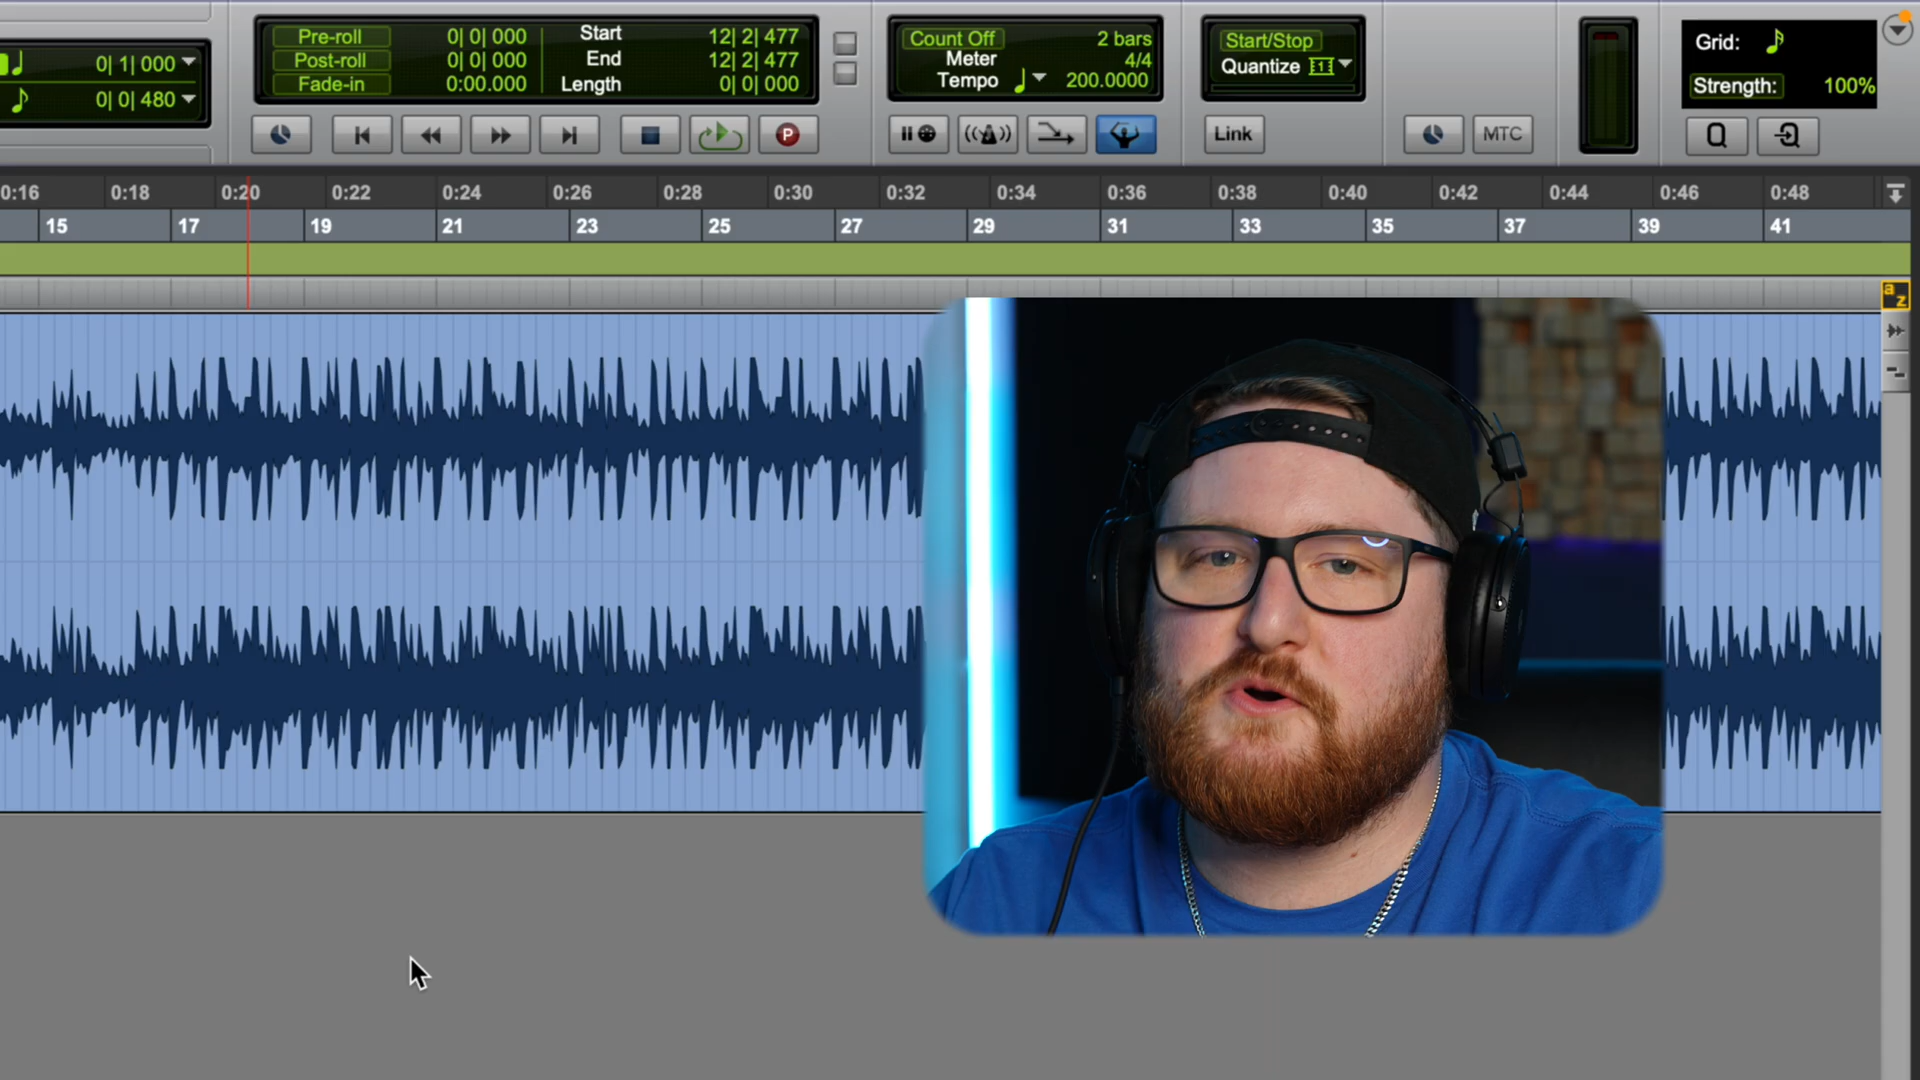 0| 1| 000
0| 0| 480
Pre-roll 0| 0| 000
Post-roll 0| 0| 000
Fade-in 0:00.000
Start 12| 2| 477
End 12| 2| 477
Length 0| 0| 000
Count Off 2 bars
Meter 4/4
Tempo 200.0000
Start/Stop
Quantize
Grid:
Strength: 100%
P
Link
MTC
Q
0:16 0:18 0:20 0:22 0:24 0:26 0:28 0:30 0:32 0:34 0:36 0:38 0:40 0:42 0:44 0:46 0:48
15 17 19 21 23 25 27 29 31 33 35 37 39 41
a
z